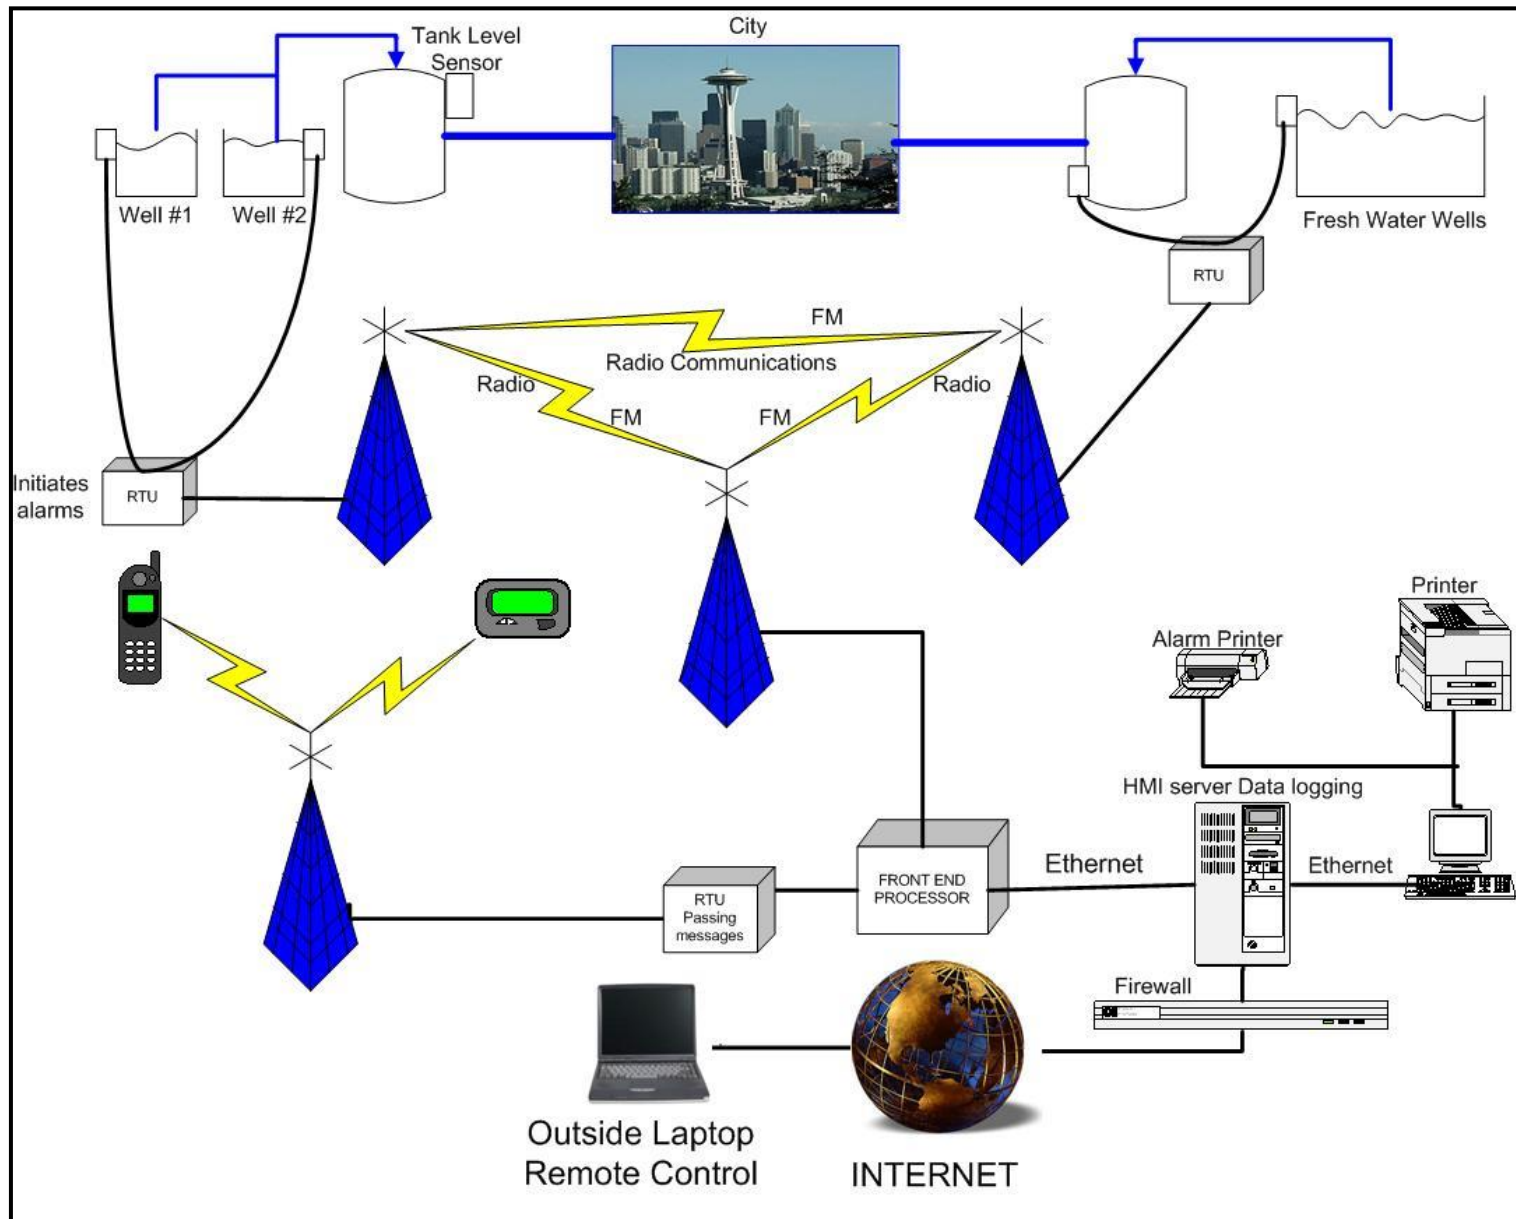 City
Tank Level
Sensor
Well #1
Well #2
Fresh Water Wells
RTU
FM
Radio Communications
Radio
Radio
FM
FM
Initiates
alarms
RTU
Printer
Alarm Printer
HMI server Data logging
Ethernet
Ethernet
FRONT END
PROCESSOR
RTU
Passing
messages
Firewall
Outside Laptop
Remote Control
INTERNET